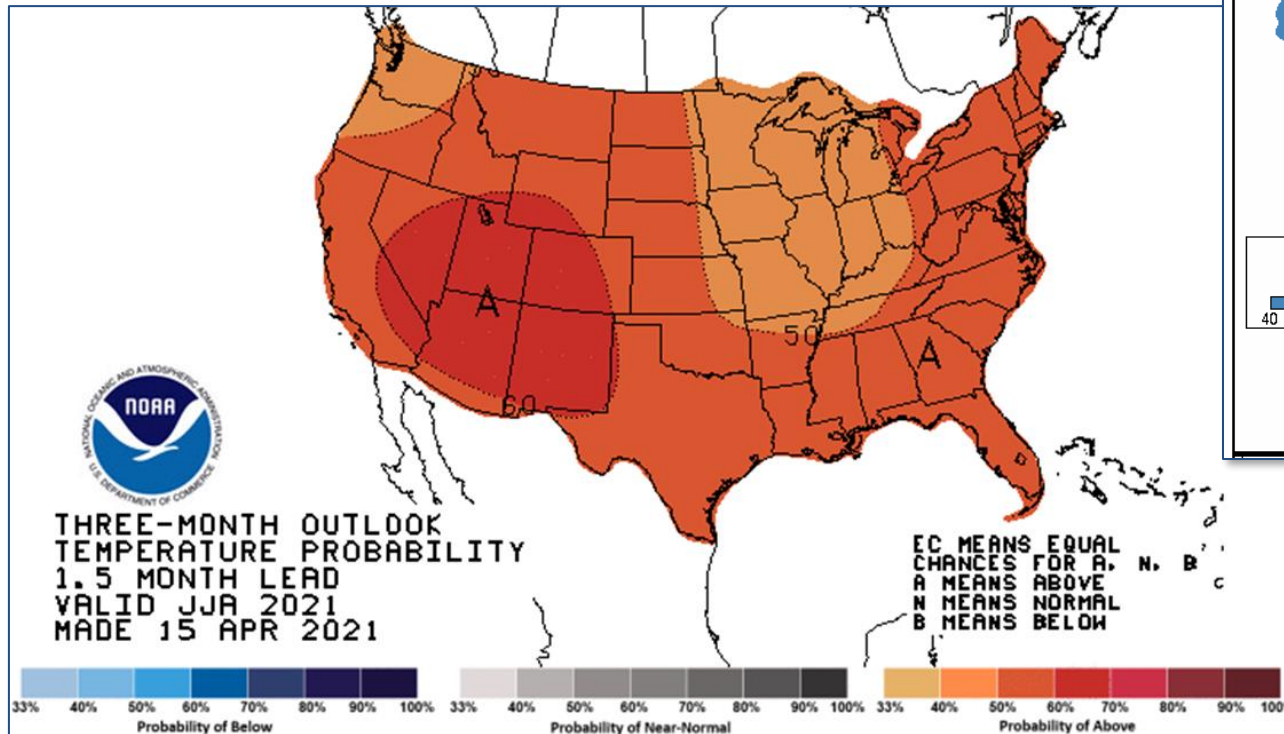 A
50
A
60
NATIONAL OCEANIC AND ATMOSPHERIC ADMINISTRATION
NOAA
U.S. DEPARTMENT OF COMMERCE
THREE-MONTH OUTLOOK
TEMPERATURE PROBABILITY
1.5 MONTH LEAD
VALID JJA 2021
MADE 15 APR 2021
EC MEANS EQUAL
CHANCES FOR A, N, B
A MEANS ABOVE
N MEANS NORMAL
B MEANS BELOW
40
33% 40% 50% 60% 70% 80% 90% 100%
Probability of Below
33% 40% 50% 60% 70% 80% 90% 100%
Probability of Near-Normal
33% 40% 50% 60% 70% 80% 90% 100%
Probability of Above